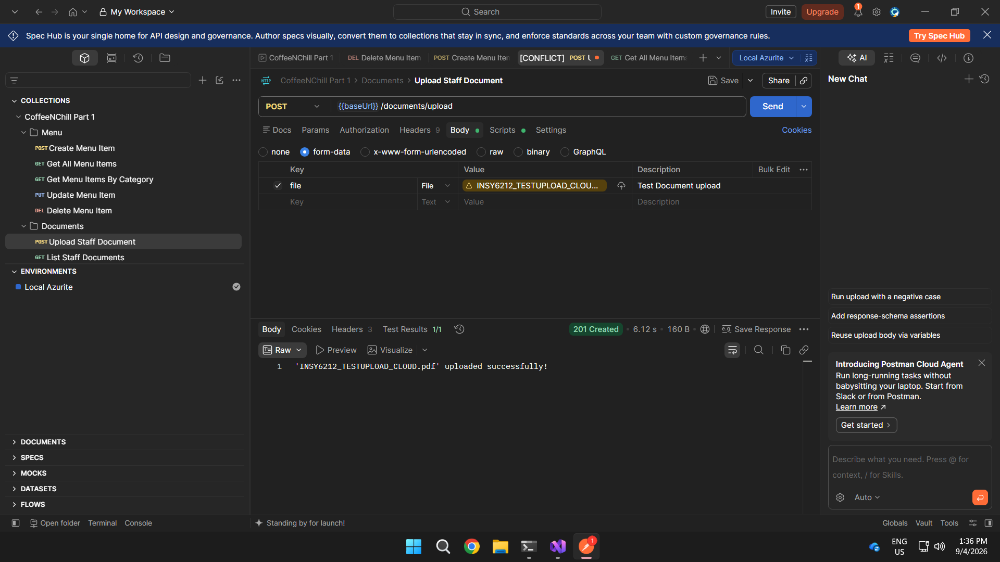 My Workspace
Search
Invite
Upgrade
1
Spec Hub is your single home for API design and governance. Author specs visually, convert them to collections that stay in sync, and enforce standards across your team with custom governance rules.
Try Spec Hub
CoffeeNChill Part 1
DEL Delete Menu Item
POST Create Menu Iten
[CONFLICT] POST U
GET Get All Menu Items
Local Azurite
AI
CoffeeNChill Part 1 > Documents > Upload Staff Document
Save
Share
New Chat
COLLECTIONS
CoffeeNChill Part 1
Menu
POST Create Menu Item
GET Get All Menu Items
GET Get Menu Items By Category
PUT Update Menu Item
DEL Delete Menu Item
Documents
POST Upload Staff Document
GET List Staff Documents
ENVIRONMENTS
Local Azurite
DOCUMENTS
SPECS
MOCKS
DATASETS
FLOWS
HTTP
POST
{{baseUrl}} /documents/upload
Send
Docs
Params
Authorization
Headers 9
Body
Scripts
Settings
Cookies
none
form-data
x-www-form-urlencoded
raw
binary
GraphQL
Key
Value
Description
Bulk Edit
file
File
INSY6212_TESTUPLOAD_CLOU...
Test Document upload
Key
Text
Value
Description
Body
Cookies
Headers 3
Test Results 1/1
201 Created
6.12 s
160 B
e.g. Save Response
Raw
Preview
Visualize
1 'INSY6212_TESTUPLOAD_CLOUD.pdf' uploaded successfully!
Run upload with a negative case
Add response-schema assertions
Reuse upload body via variables
Introducing Postman Cloud Agent
Run long-running tasks without
babysitting your laptop. Start from
Slack or from Postman.
Learn more
Get started
Describe what you need. Press @ for
context, / for Skills.
Auto
Open folder
Terminal
Console
Standing by for launch!
Globals
Vault
Tools
1
ENG
US
1:36 PM
9/4/2026